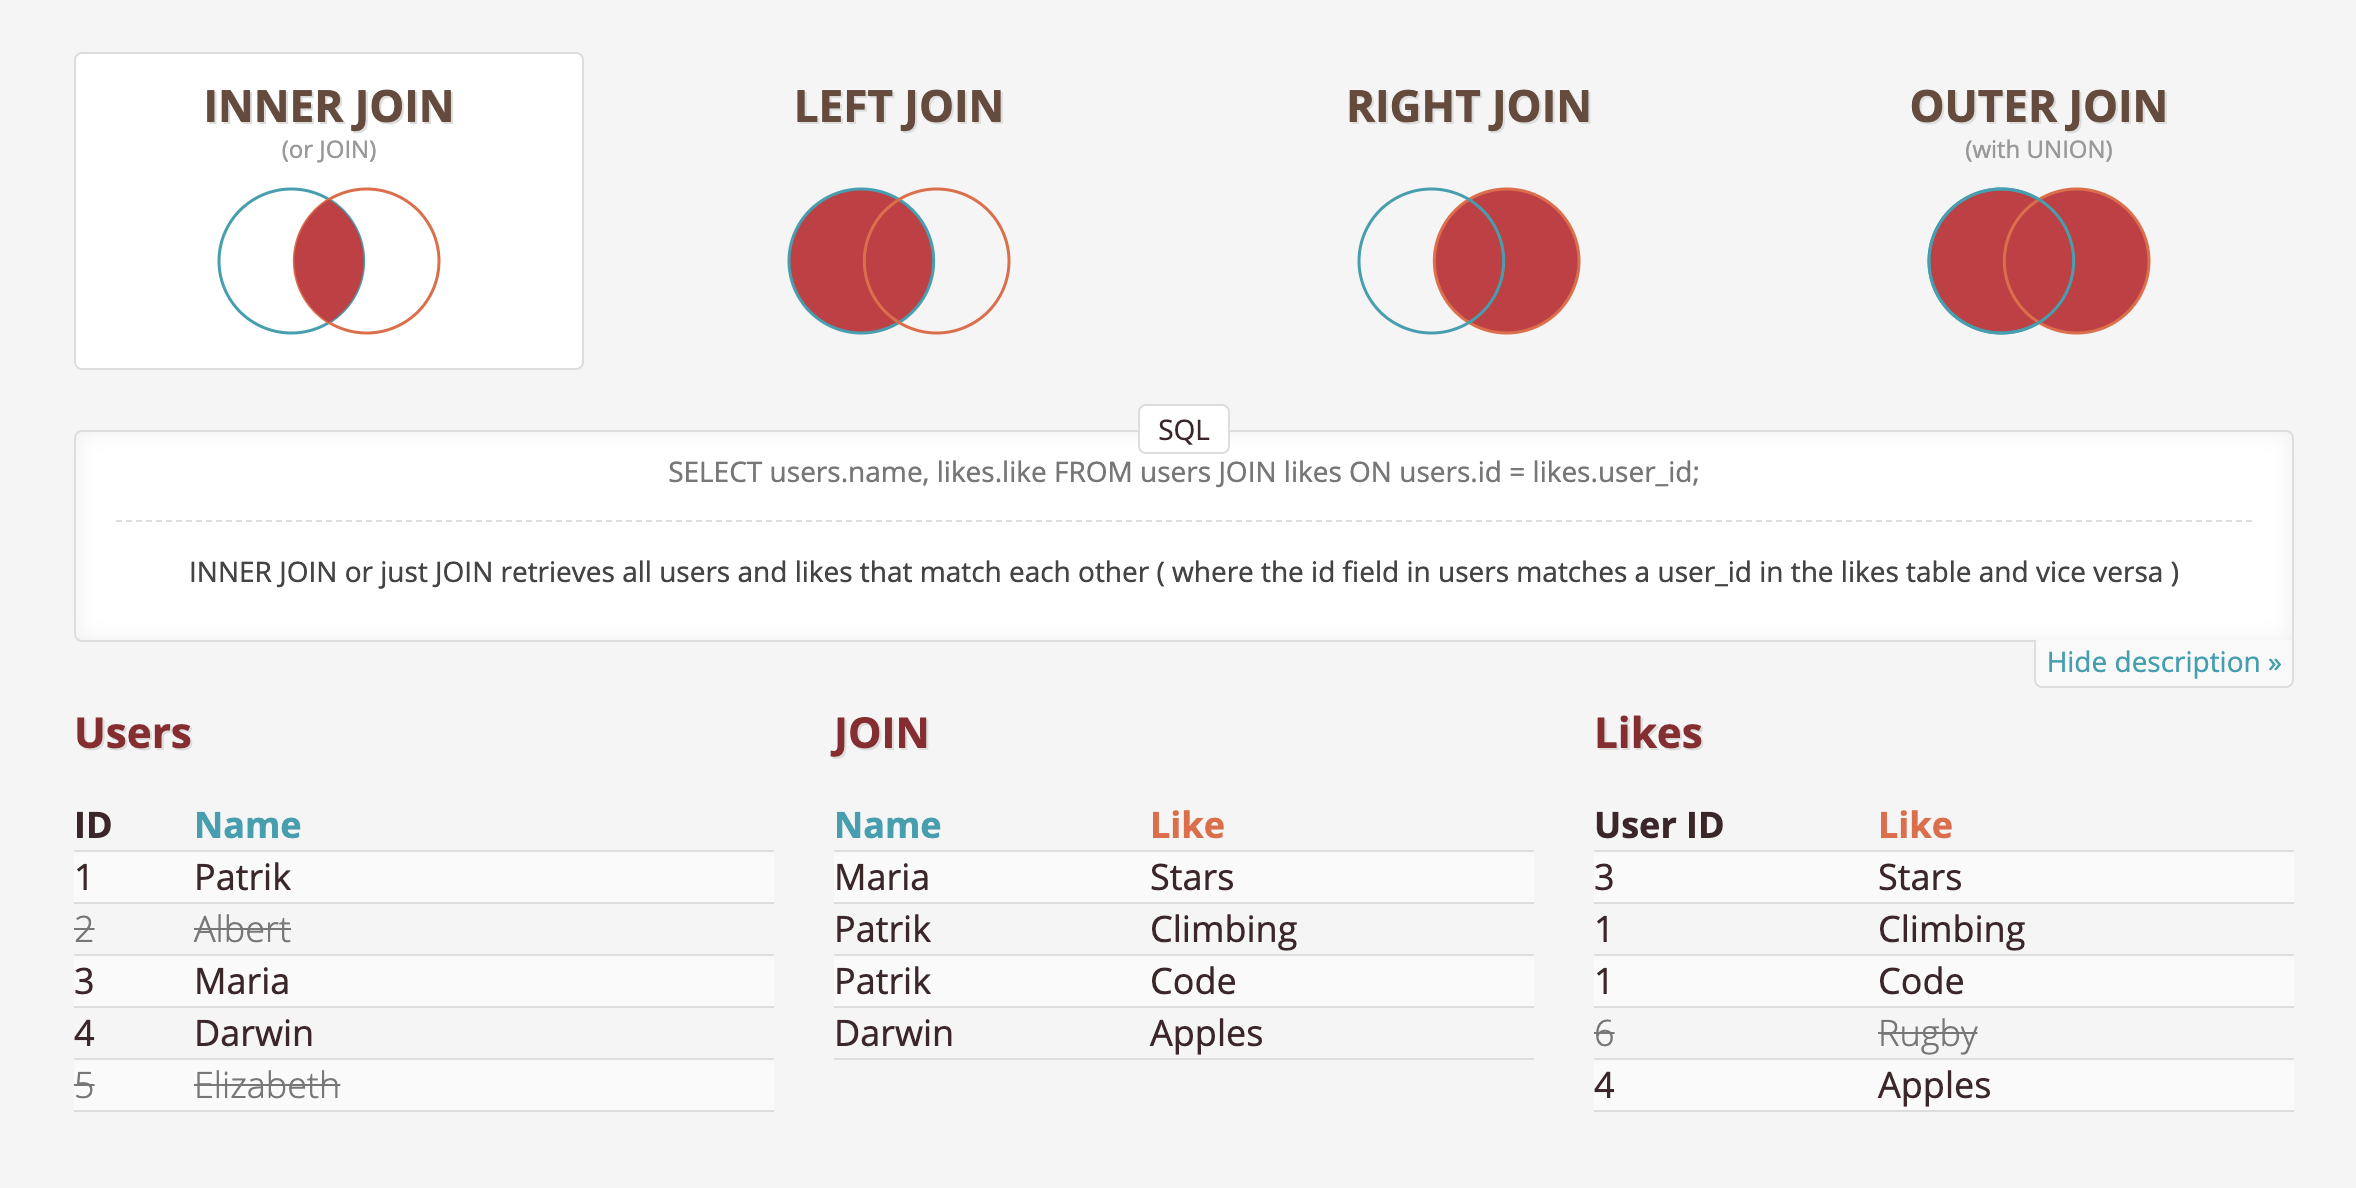 INNER JOIN
(or JOIN)
LEFT JOIN
RIGHT JOIN
OUTER JOIN
(with UNION)
SQL
SELECT users.name, likes.like FROM users JOIN likes ON users.id = likes.user_id;
INNER JOIN or just JOIN retrieves all users and likes that match each other ( where the id field in users matches a user_id in the likes table and vice versa )
Hide description »
Users
ID Name
1 Patrik
2 Albert
3 Maria
4 Darwin
5 Elizabeth
JOIN
Name Like
Maria Stars
Patrik Climbing
Patrik Code
Darwin Apples
Likes
User ID Like
3 Stars
1 Climbing
1 Code
6 Rugby
4 Apples